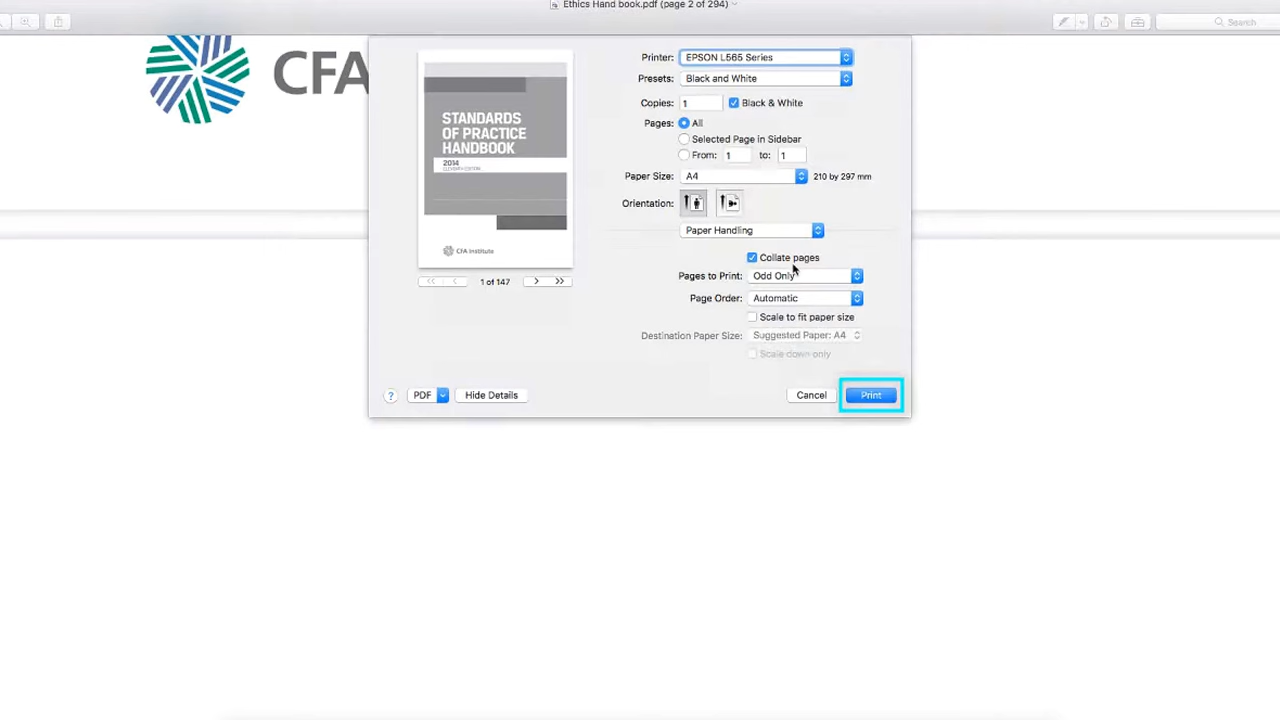 Ethics Hand book.pdf (page 2 of 294)
Search
CFA
Printer: EPSON L565 Series
Presets: Black and White
Copies: 1 Black & White
Pages: All
Selected Page in Sidebar
From: 1 to: 1
Paper Size: A4 210 by 297 mm
Orientation:
Paper Handling
Collate pages
Pages to Print: Odd Only
Page Order: Automatic
Scale to fit paper size
Destination Paper Size: Suggested Paper: A4
Scale down only
STANDARDS
OF PRACTICE
HANDBOOK
2014
ELEVENTH EDITION
CFA Institute
<< < 1 of 147 > >>
? PDF Hide Details Cancel Print